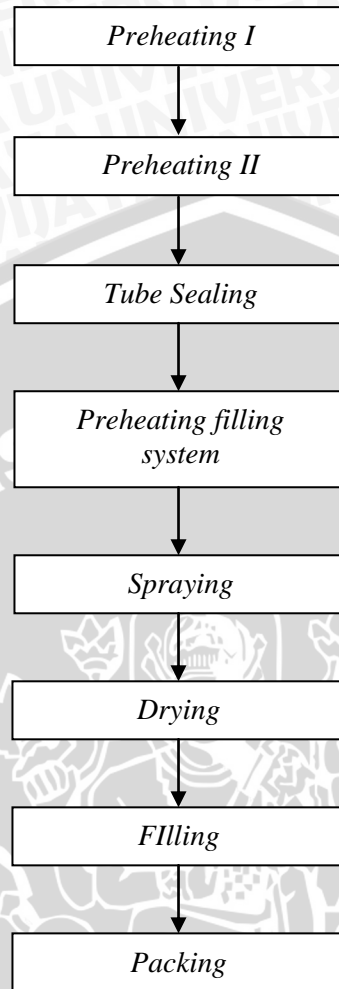 Preheating I
Preheating II
Tube Sealing
Preheating filling
system
Spraying
Drying
FIlling
Packing